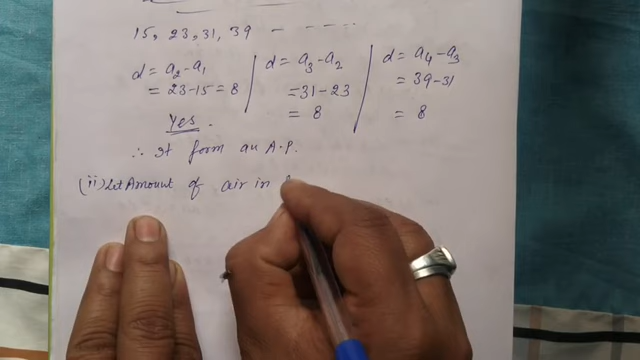 15, 23, 31, 39 - - - - - .
d = a₂ - a₁ d = a₃ - a₂ d = a₄ - a₃
= 23 - 15 = 8 = 31 - 23 = 39 - 31
= 8 = 8
Yes.
∴ It form an A.P.
(ii) let Amount of air in